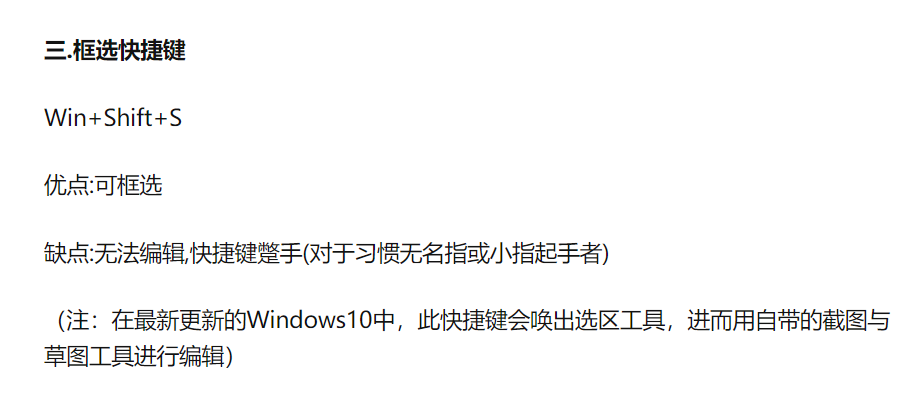 三.框选快捷键
Win+Shift+S
优点:可框选
缺点:无法编辑,快捷键蹩手(对于习惯无名指或小指起手者)
（注：在最新更新的Windows10中，此快捷键会唤出选区工具，进而用自带的截图与
草图工具进行编辑）